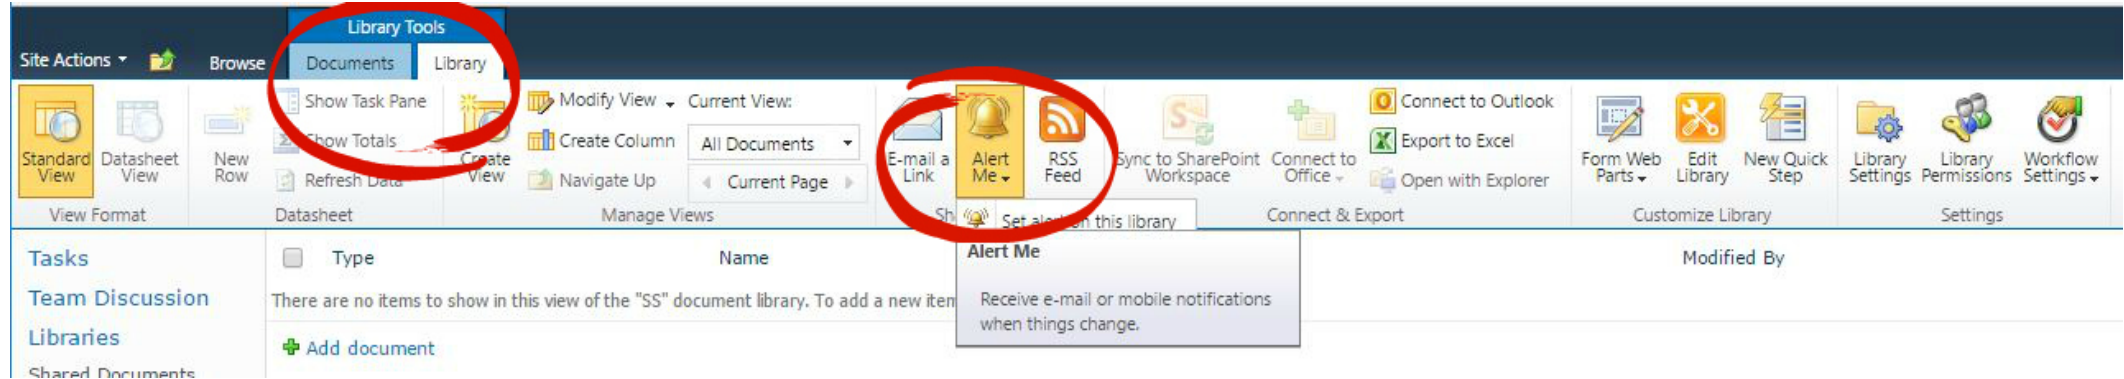 Library Tools
Site Actions
Browse
Documents
Library
Standard View
Datasheet View
New Row
Show Task Pane
Show Totals
Refresh Data
Create View
Modify View
Create Column
Navigate Up
Current View:
All Documents
Current Page
E-mail a Link
Alert Me
RSS Feed
Sync to SharePoint Workspace
Connect to Office
Connect to Outlook
Export to Excel
Open with Explorer
Form Web Parts
Edit Library
New Quick Step
Library Settings
Library Permissions
Workflow Settings
View Format
Datasheet
Manage Views
Sh
Connect & Export
Customize Library
Settings
Set alert on this library
Alert Me
Receive e-mail or mobile notifications
when things change.
Tasks
Team Discussion
Libraries
Shared Documents
Type
Name
Modified By
There are no items to show in this view of the "SS" document library. To add a new item
Add document